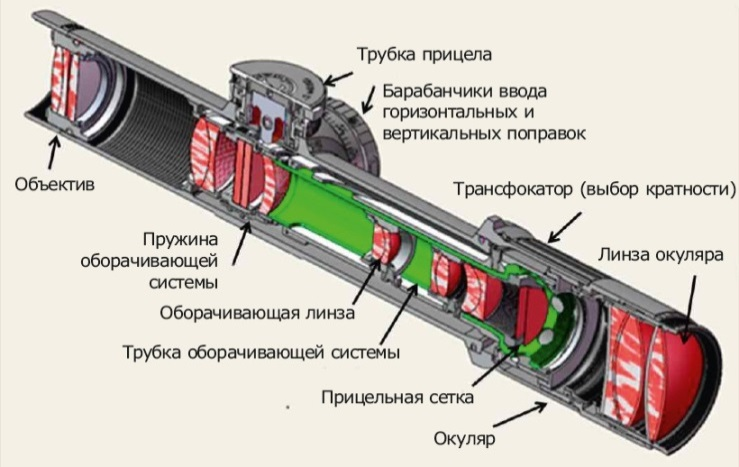 Трубка прицела
Барабанчики ввода
горизонтальных и
вертикальных поправок
Объектив
Трансфокатор (выбор кратности)
Пружина
оборачивающей
системы
Линза окуляра
Оборачивающая линза
Трубка оборачивающей системы
Прицельная сетка
Окуляр